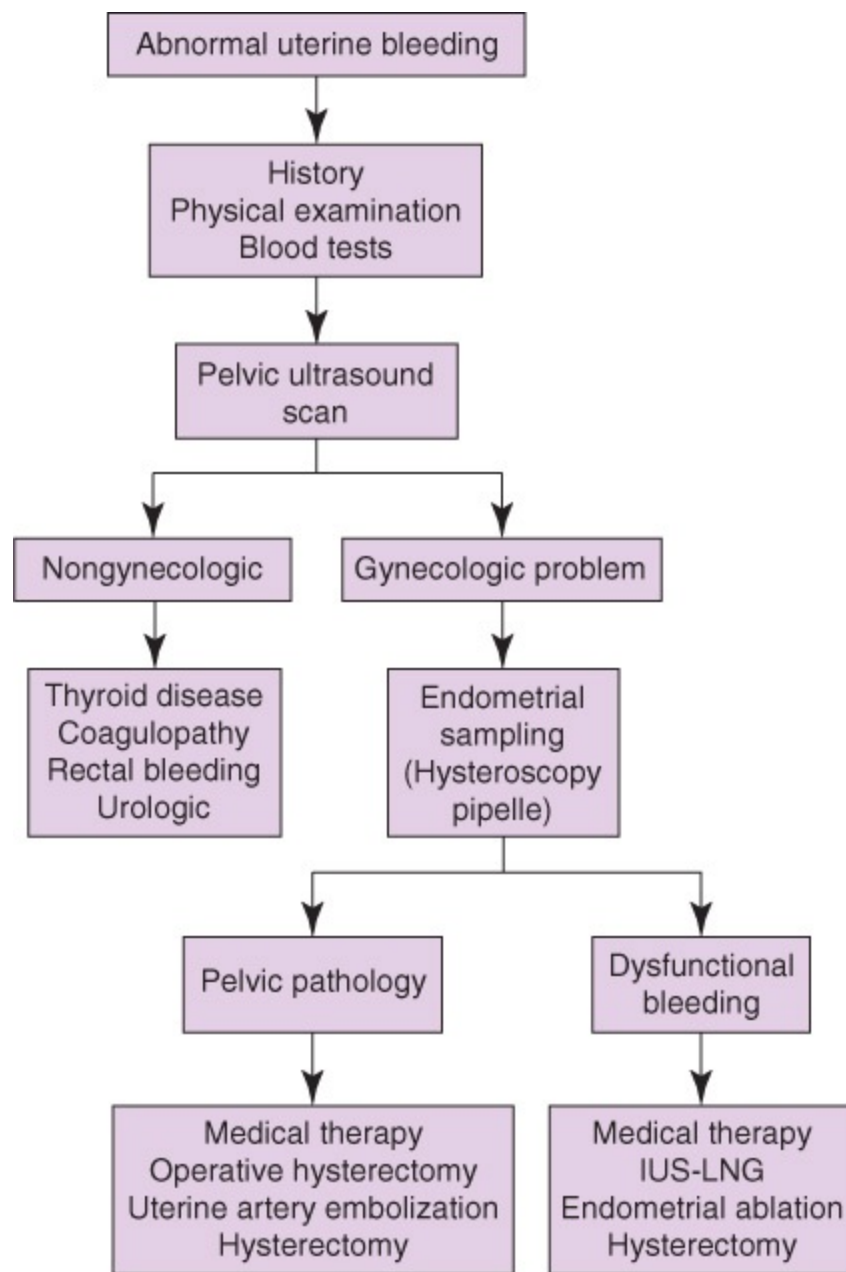 Abnormal uterine bleeding
History
Physical examination
Blood tests
Pelvic ultrasound
scan
Nongynecologic
Gynecologic problem
Thyroid disease
Coagulopathy
Rectal bleeding
Urologic
Endometrial
sampling
(Hysteroscopy
pipelle)
Pelvic pathology
Dysfunctional
bleeding
Medical therapy
Operative hysterectomy
Uterine artery embolization
Hysterectomy
Medical therapy
IUS-LNG
Endometrial ablation
Hysterectomy